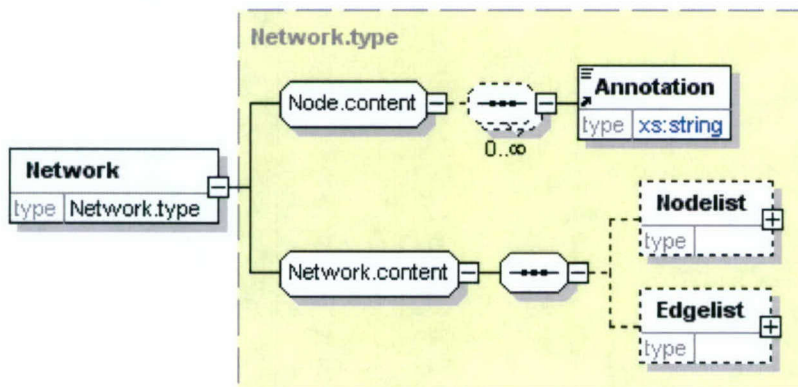 Network.type
Node.content
Annotation
type xs:string
0..∞
Network
type Network.type
Nodelist
type
Network.content
Edgelist
type